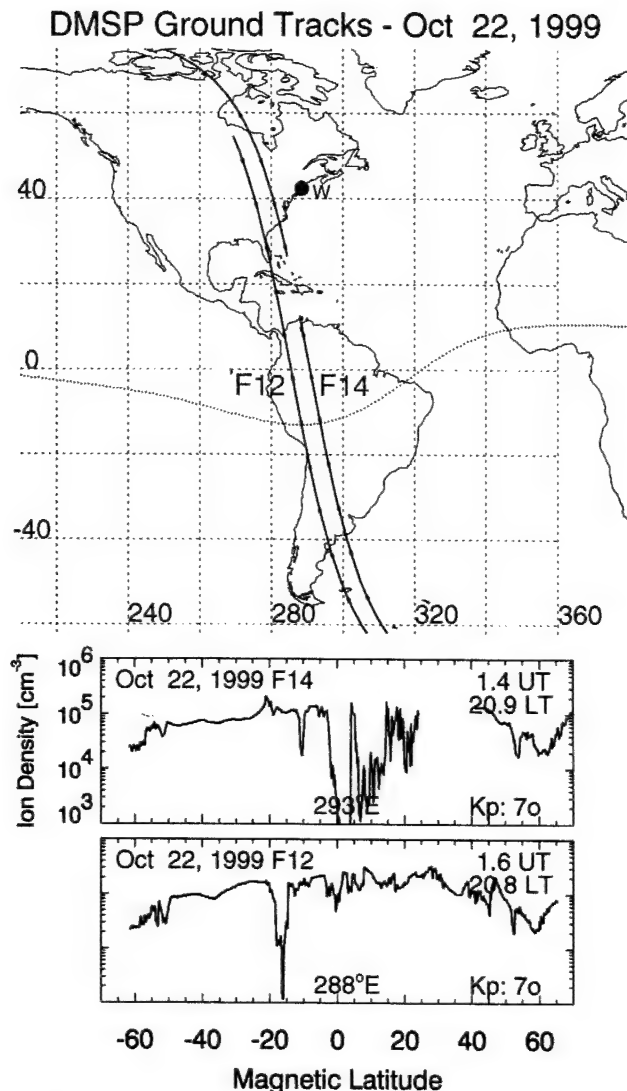 DMSP Ground Tracks - Oct 22, 1999
W
40
20
0
F12 F14
-20
-40
240 280 320 360
Ion Density [cm⁻³]
10⁶
10⁵
10⁴
10³
Oct 22, 1999 F14
1.4 UT
20.9 LT
293°E
Kp: 7o
Oct 22, 1999 F12
1.6 UT
20.8 LT
288°E
Kp: 7o
-60 -40 -20 0 20 40 60
Magnetic Latitude